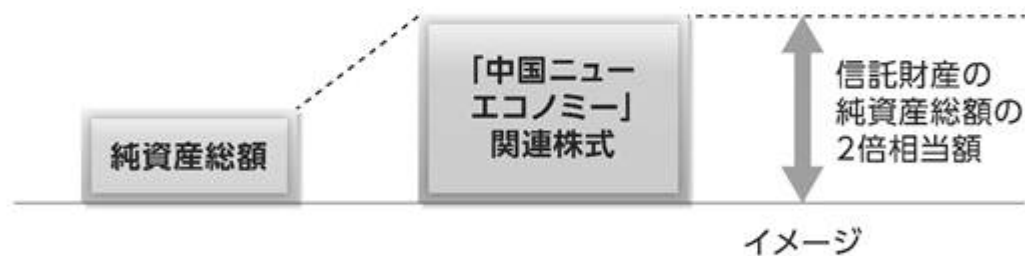 純資産総額
「中国ニュー
エコノミー」
関連株式
信託財産の
純資産総額の
2倍相当額
イメージ